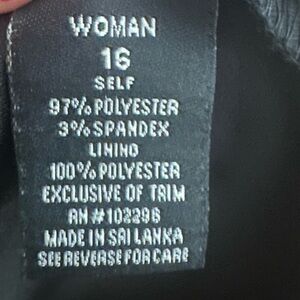 WOMAN
16
SELF
97% POLYESTER
3% SPANDEX
LINING
100% POLYESTER
EXCLUSIVE OF TRIM
RN #102296
MADE IN SRI LANKA
SEE REVERSE FOR CARE